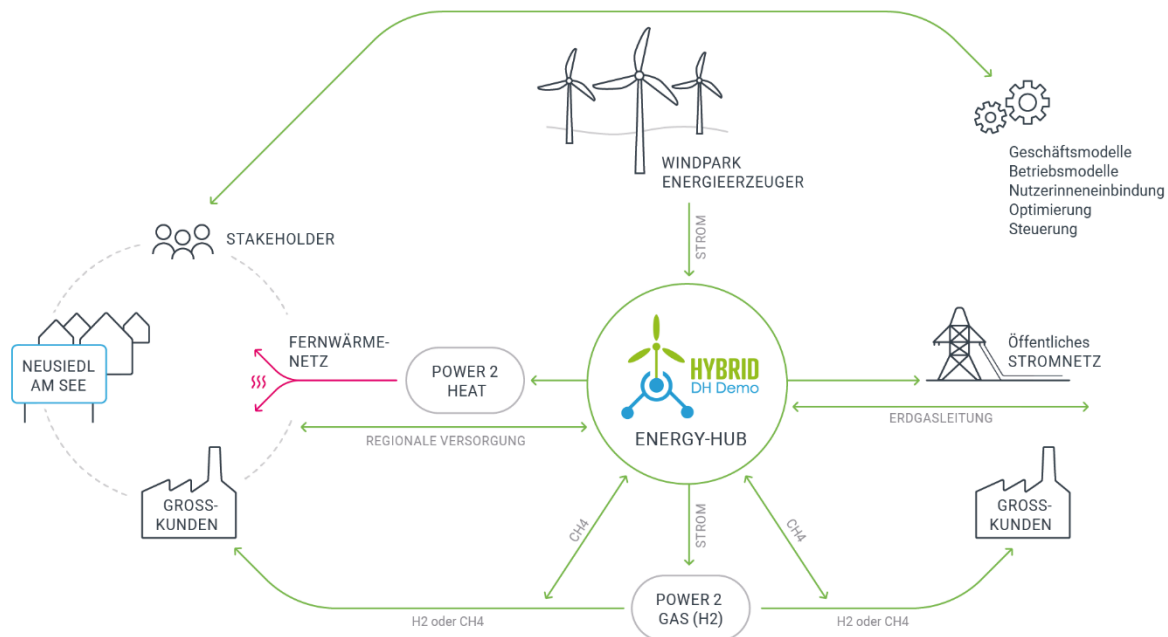 WINDPARK
ENERGIEERZEUGER
Geschäftsmodelle
Betriebsmodelle
Nutzerinneneinbindung
Optimierung
Steuerung
STAKEHOLDER
STROM
NEUSIEDL
AM SEE
FERNWÄRME-
NETZ
POWER 2
HEAT
HYBRID
DH Demo
ENERGY-HUB
Öffentliches
STROMNETZ
REGIONALE VERSORGUNG
ERDGASLEITUNG
GROSS-
KUNDEN
CH4
STROM
CH4
GROSS-
KUNDEN
POWER 2
GAS (H2)
H2 oder CH4
H2 oder CH4